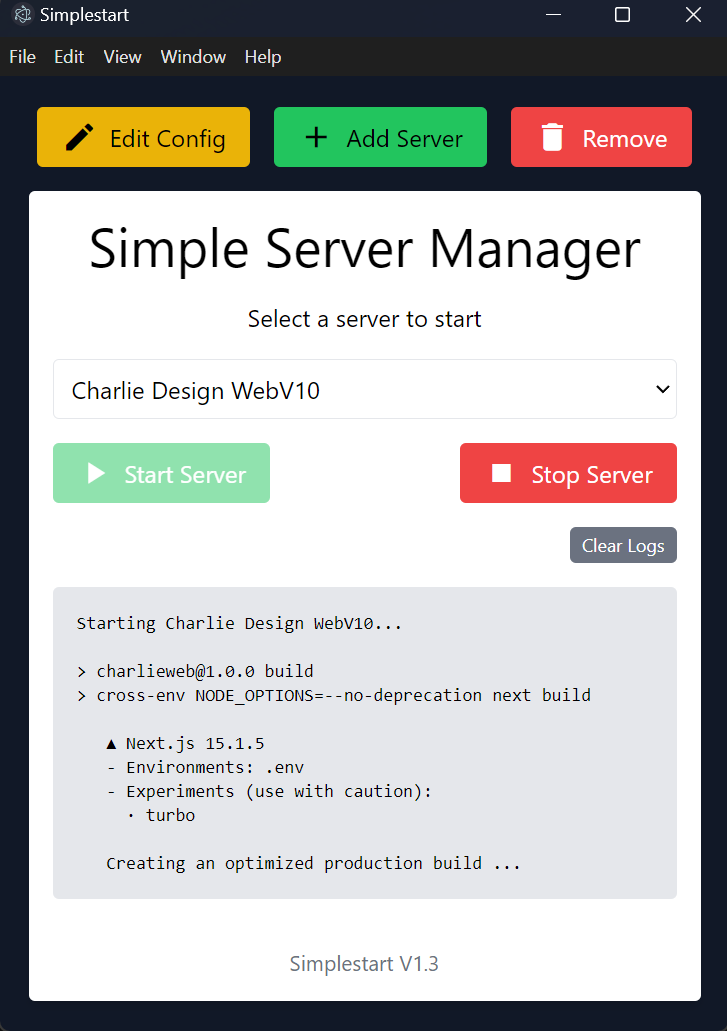 Simplestart
File Edit View Window Help
Edit Config Add Server Remove
Simple Server Manager
Select a server to start
Charlie Design WebV10
Start Server Stop Server
Clear Logs
Starting Charlie Design WebV10...
> charlieweb@1.0.0 build
> cross-env NODE_OPTIONS=--no-deprecation next build
▲ Next.js 15.1.5
- Environments: .env
- Experiments (use with caution):
· turbo
Creating an optimized production build ...
Simplestart V1.3